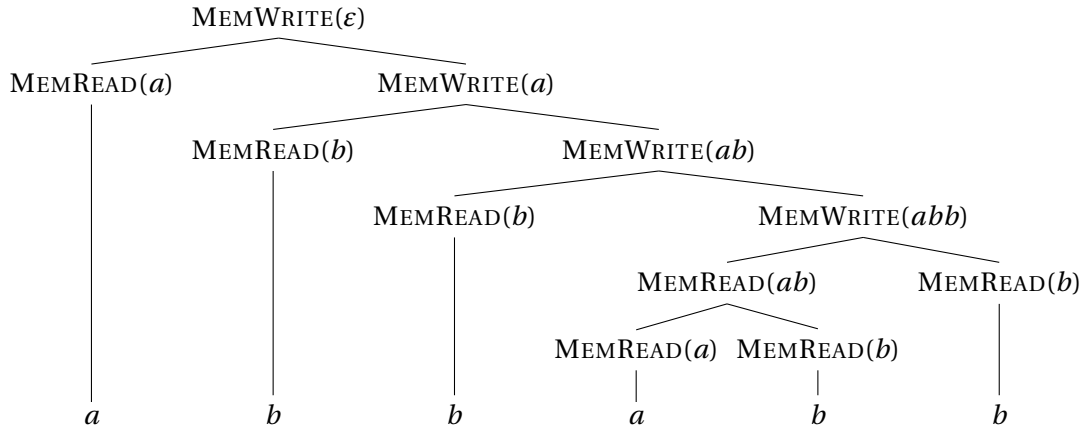 MEMWRITE(ε)
MEMREAD(a) MEMWRITE(a)
MEMREAD(b) MEMWRITE(ab)
MEMREAD(b) MEMWRITE(abb)
MEMREAD(ab) MEMREAD(b)
MEMREAD(a) MEMREAD(b)
a b b a b b